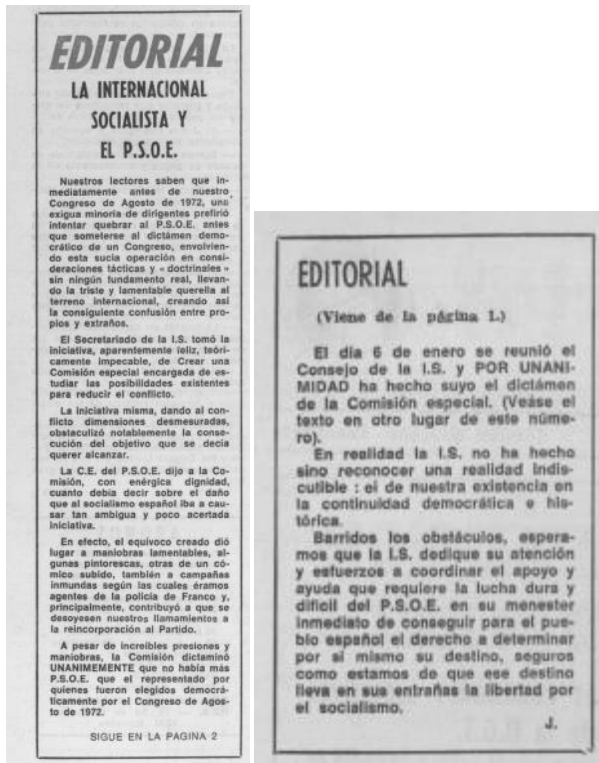 EDITORIAL
LA INTERNACIONAL
SOCIALISTA Y
EL P.S.O.E.
Nuestros lectores saben que in-
mediatamente antes de nuestro
Congreso de Agosto de 1972, una
exigua minoría de dirigentes prefirió
intentar quebrar al P.S.O.E. antes
que someterse al dictámen demo-
crático de un Congreso, envolvien-
do esta sucia operación en consi-
deraciones tácticas y « doctrinales »
sin ningún fundamento real, llevan-
do la triste y lamentable querella al
terreno internacional, creando así
la consiguiente confusión entre pro-
pios y extraños.
El Secretariado de la I.S. tomó la
iniciativa, aparentemente feliz, teóri-
camente impecable, de Crear una
Comisión especial encargada de es-
tudiar las posibilidades existentes
para reducir el conflicto.
La iniciativa misma, dando al con-
flicto dimensiones desmesuradas,
obstaculizó notablemente la conse-
cución del objetivo que se decía
querer alcanzar.
La C.E. del P.S.O.E. dijo a la Co-
misión, con enérgica dignidad,
cuanto debía decir sobre el daño
que al socialismo español iba a cau-
sar tan ambigua y poco acertada
iniciativa.
En efecto, el equívoco creado dió
lugar a maniobras lamentables, al-
gunas pintorescas, otras de un có-
mico subido, también a campañas
inmundas según las cuales éramos
agentes de la policía de Franco y,
principalmente, contribuyó a que se
desoyesen nuestros llamamientos a
la reincorporación al Partido.
A pesar de increíbles presiones y
maniobras, la Comisión dictaminó
UNANIMEMENTE que no había más
P.S.O.E. que el representado por
quienes fueron elegidos democrá-
ticamente por el Congreso de Agos-
to de 1972.
SIGUE EN LA PAGINA 2
EDITORIAL
(Viene de la página 1.)
El día 6 de enero se reunió el
Consejo de la I.S. y POR UNANI-
MIDAD ha hecho suyo el dictámen
de la Comisión especial. (Veáse el
texto en otro lugar de este núme-
ro).
En realidad la I.S. no ha hecho
sino reconocer una realidad indis-
cutible : el de nuestra existencia en
la continuidad democrática e his-
tórica.
Barridos los obstáculos, espera-
mos que la I.S. dedique su atención
y esfuerzos a coordinar el apoyo y
ayuda que requiere la lucha dura y
difícil del P.S.O.E. en su menester
inmediato de conseguir para el pue-
blo español el derecho a determinar
por sí mismo su destino, seguros
como estamos de que ese destino
lleva en sus entrañas la libertad por
el socialismo.
J.